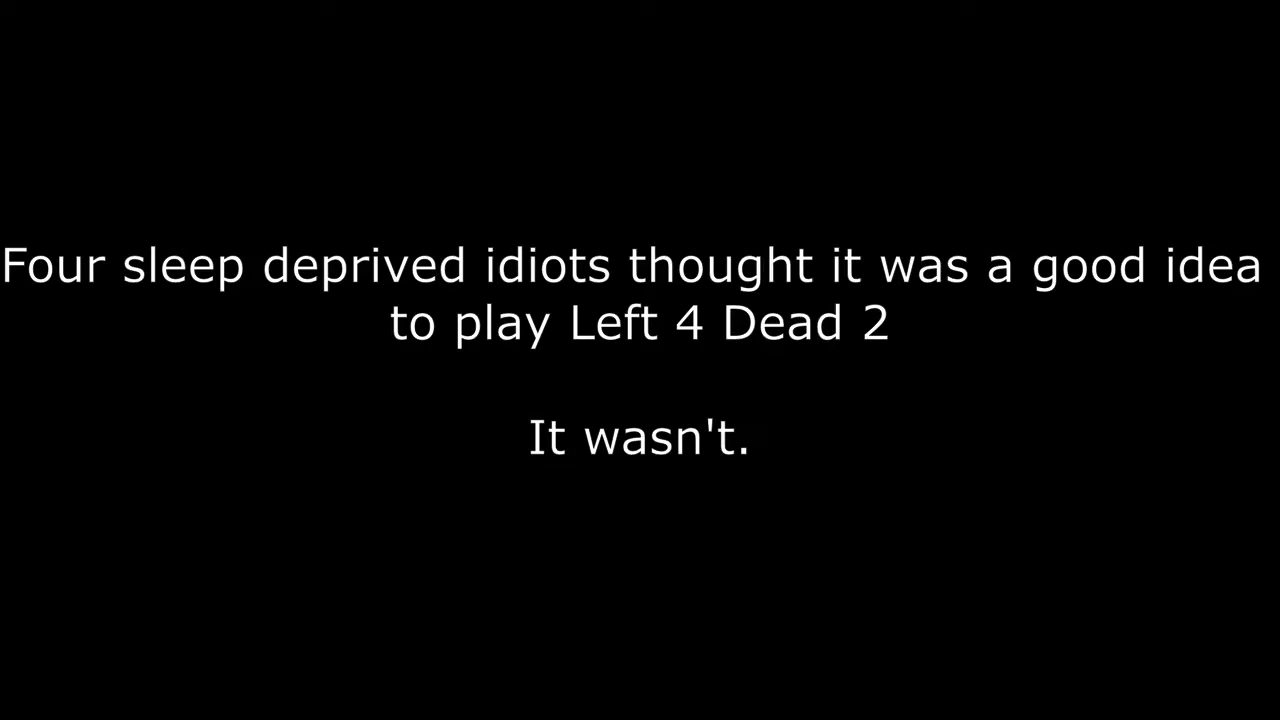 Four sleep deprived idiots thought it was a good idea
to play Left 4 Dead 2
It wasn't.